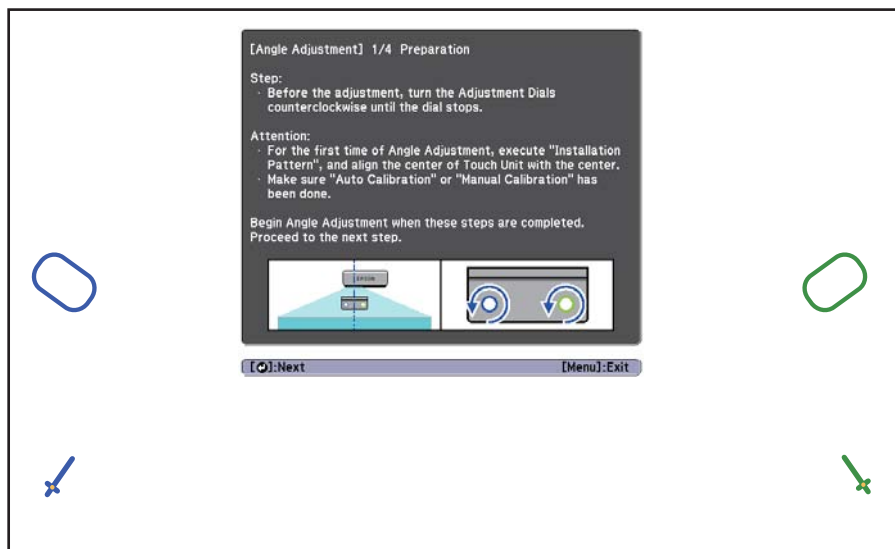 [Angle Adjustment] 1/4 Preparation
Step:
· Before the adjustment, turn the Adjustment Dials
counterclockwise until the dial stops.
Attention:
· For the first time of Angle Adjustment, execute "Installation
Pattern", and align the center of Touch Unit with the center.
· Make sure "Auto Calibration" or "Manual Calibration" has
been done.
Begin Angle Adjustment when these steps are completed.
Proceed to the next step.
EPSON
[⏎]:Next [Menu]:Exit